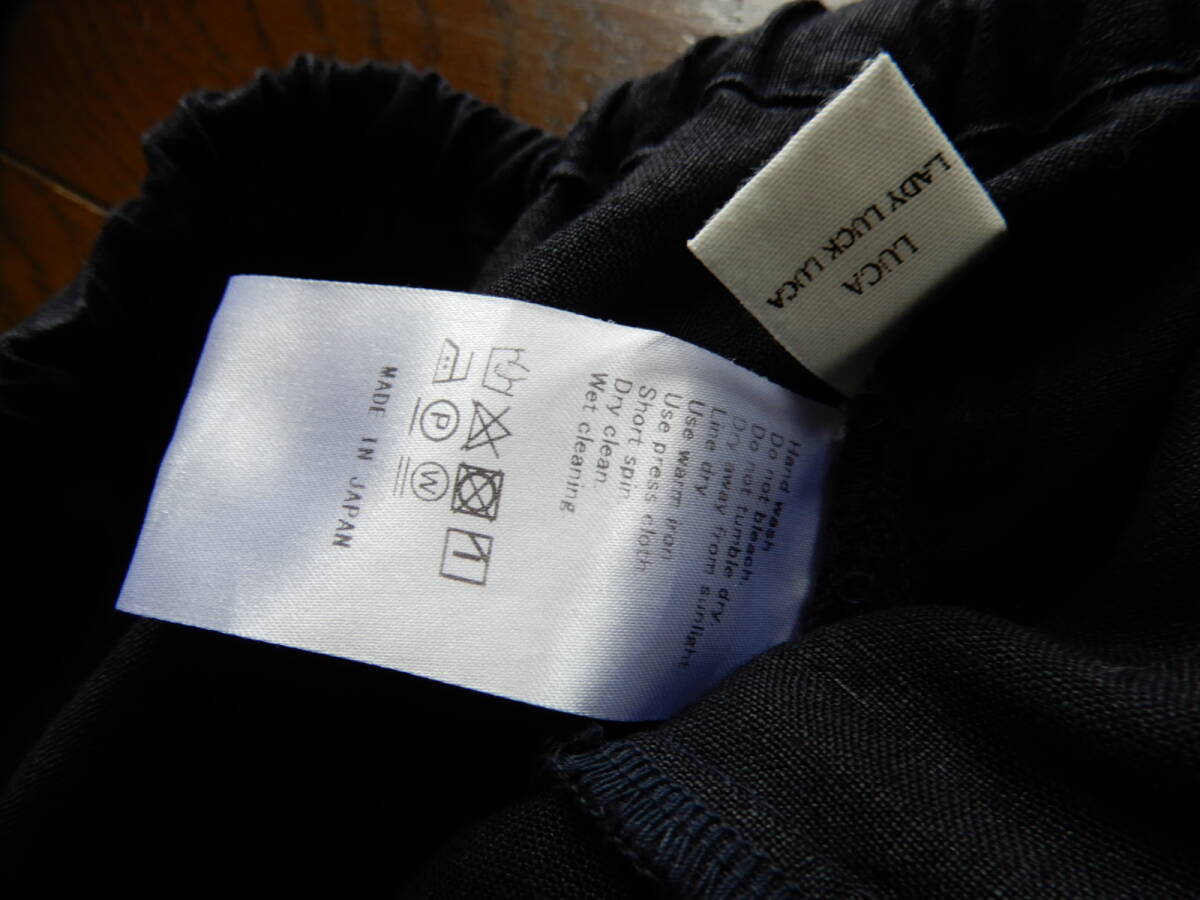 LUCA
LADY LUCK LUCA
Hand wash
Do not bleach.
Do not tumble dry
Dry away from sunlight
Line dry
Use warm iron.
Use press cloth.
Short spin.
Dry clean.
Wet cleaning
P W
MADE IN JAPAN